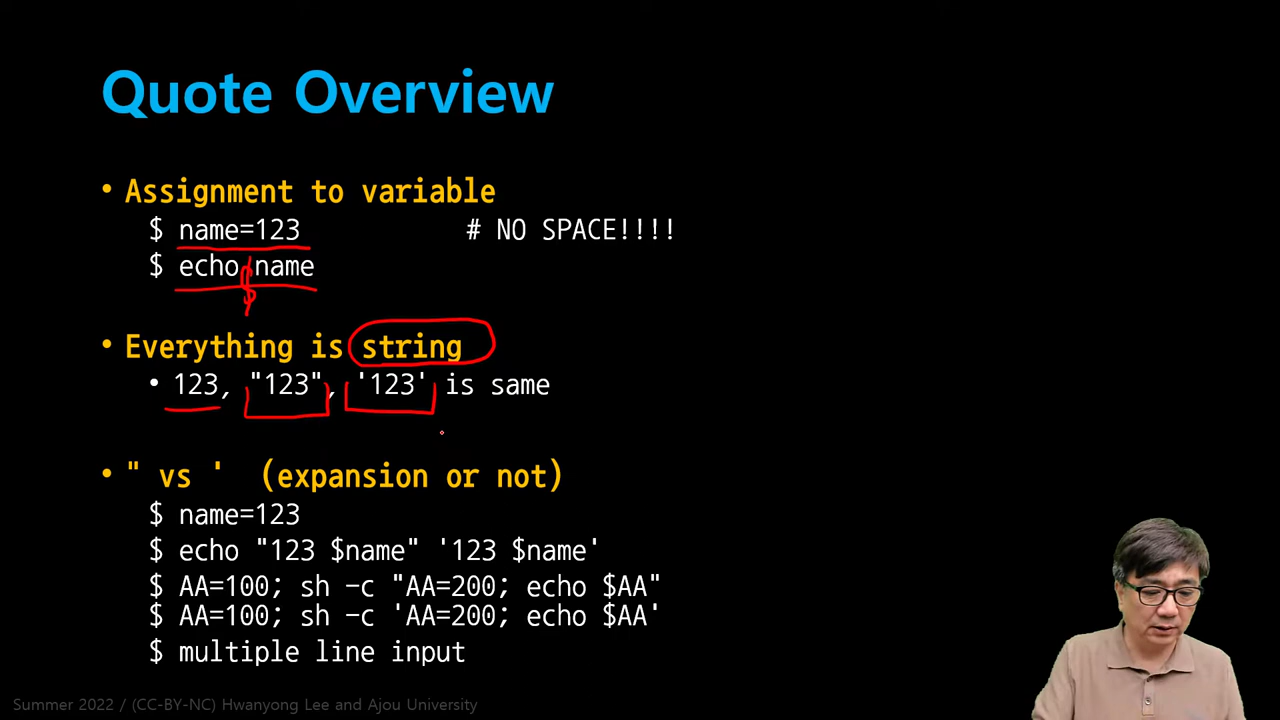 Quote Overview
• Assignment to variable
$ name=123 # NO SPACE!!!!
$ echo $name
• Everything is string
• 123, "123", '123' is same
• " vs ' (expansion or not)
$ name=123
$ echo "123 $name" '123 $name'
$ AA=100; sh -c "AA=200; echo $AA"
$ AA=100; sh -c 'AA=200; echo $AA'
$ multiple line input
Summer 2022 / (CC-BY-NC) Hwanyong Lee and Ajou University